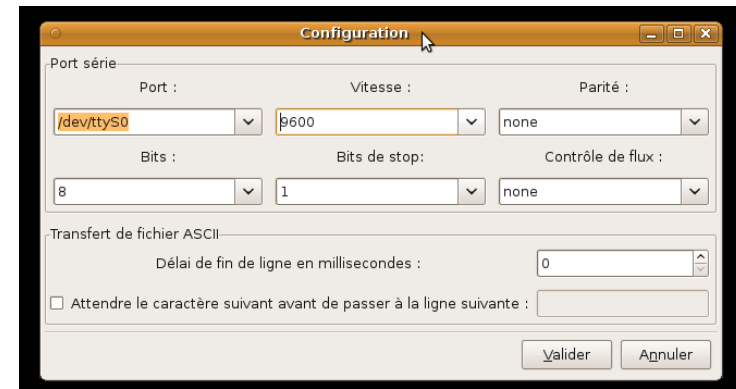 Configuration
Port série
Port :
Vitesse :
Parité :
/dev/ttyS0
9600
none
Bits :
Bits de stop:
Contrôle de flux :
8
1
none
Transfert de fichier ASCII
Délai de fin de ligne en millisecondes :
0
Attendre le caractère suivant avant de passer à la ligne suivante :
Valider
Annuler